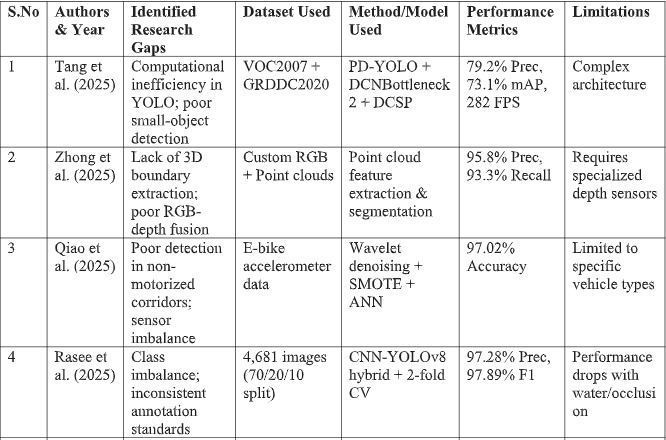 S.No Authors & Year Identified Research Gaps Dataset Used Method/Model Used Performance Metrics Limitations
1 Tang et al. (2025) Computational inefficiency in YOLO; poor small-object detection VOC2007 + GRDDC2020 PD-YOLO + DCNBottleneck 2 + DCSP 79.2% Prec, 73.1% mAP, 282 FPS Complex architecture
2 Zhong et al. (2025) Lack of 3D boundary extraction; poor RGB-depth fusion Custom RGB + Point clouds Point cloud feature extraction & segmentation 95.8% Prec, 93.3% Recall Requires specialized depth sensors
3 Qiao et al. (2025) Poor detection in non-motorized corridors; sensor imbalance E-bike accelerometer data Wavelet denoising + SMOTE + ANN 97.02% Accuracy Limited to specific vehicle types
4 Rasee et al. (2025) Class imbalance; inconsistent annotation standards 4,681 images (70/20/10 split) CNN-YOLOv8 hybrid + 2-fold CV 97.28% Prec, 97.89% F1 Performance drops with water/occlusion